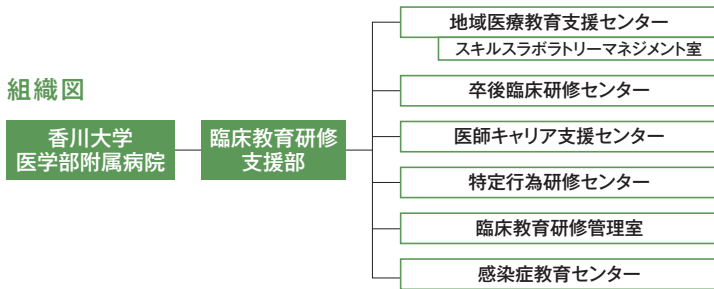 組織図
香川大学
医学部附属病院
臨床教育研修
支援部
地域医療教育支援センター
スキルスラボラトリーマネジメント室
卒後臨床研修センター
医師キャリア支援センター
特定行為研修センター
臨床教育研修管理室
感染症教育センター